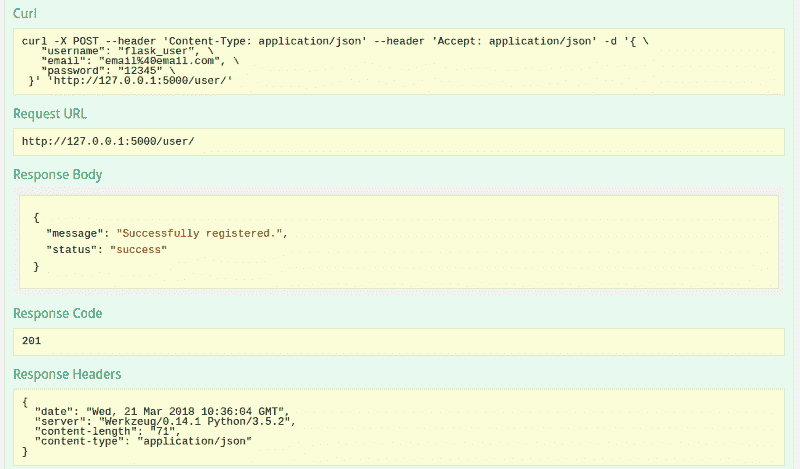 Curl
curl -X POST --header 'Content-Type: application/json' --header 'Accept: application/json' -d '{ \
"username": "flask_user", \
"email": "email%40email.com", \
"password": "12345" \
}' 'http://127.0.0.1:5000/user/'
Request URL
http://127.0.0.1:5000/user/
Response Body
{
"message": "Successfully registered.",
"status": "success"
}
Response Code
201
Response Headers
{
"date": "Wed, 21 Mar 2018 10:36:04 GMT",
"server": "Werkzeug/0.14.1 Python/3.5.2",
"content-length": "71",
"content-type": "application/json"
}